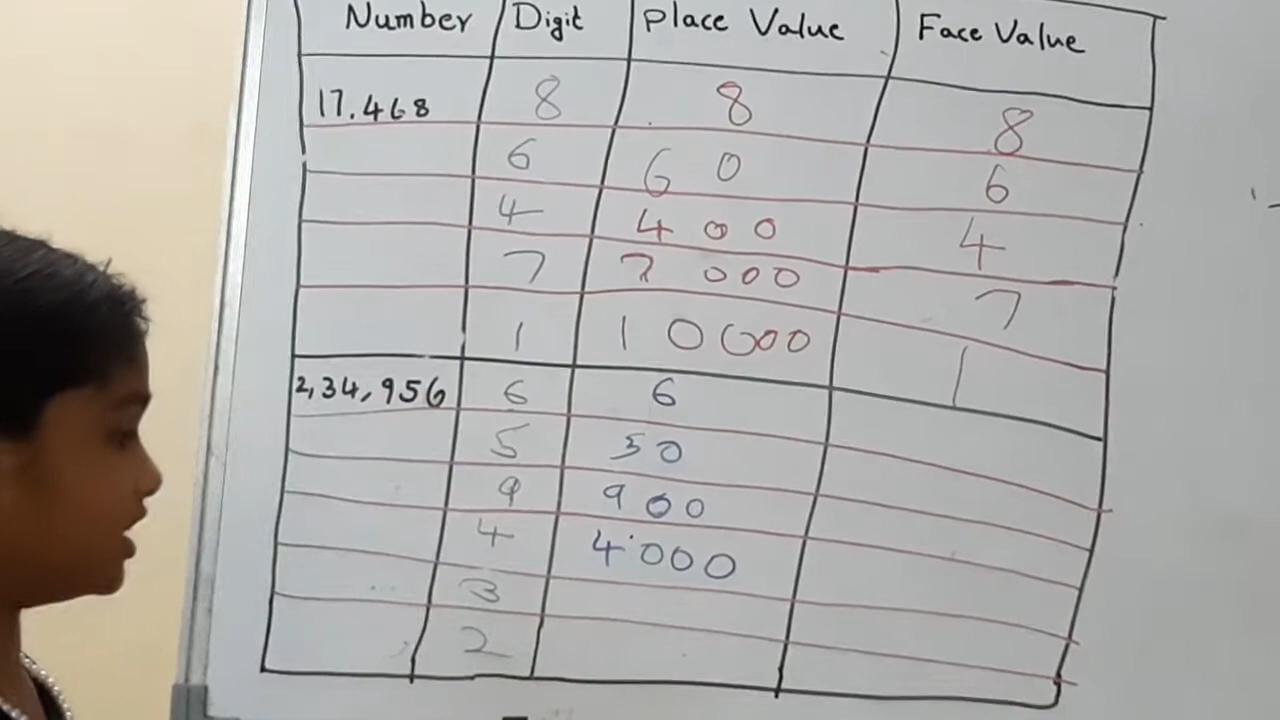 Number Digit Place Value Face Value
17.468 8 8 8
6 60 6
4 400 4
7 7000 7
1 10000 1
2,34,956 6 6
5 50
9 900
4 4000
3
2